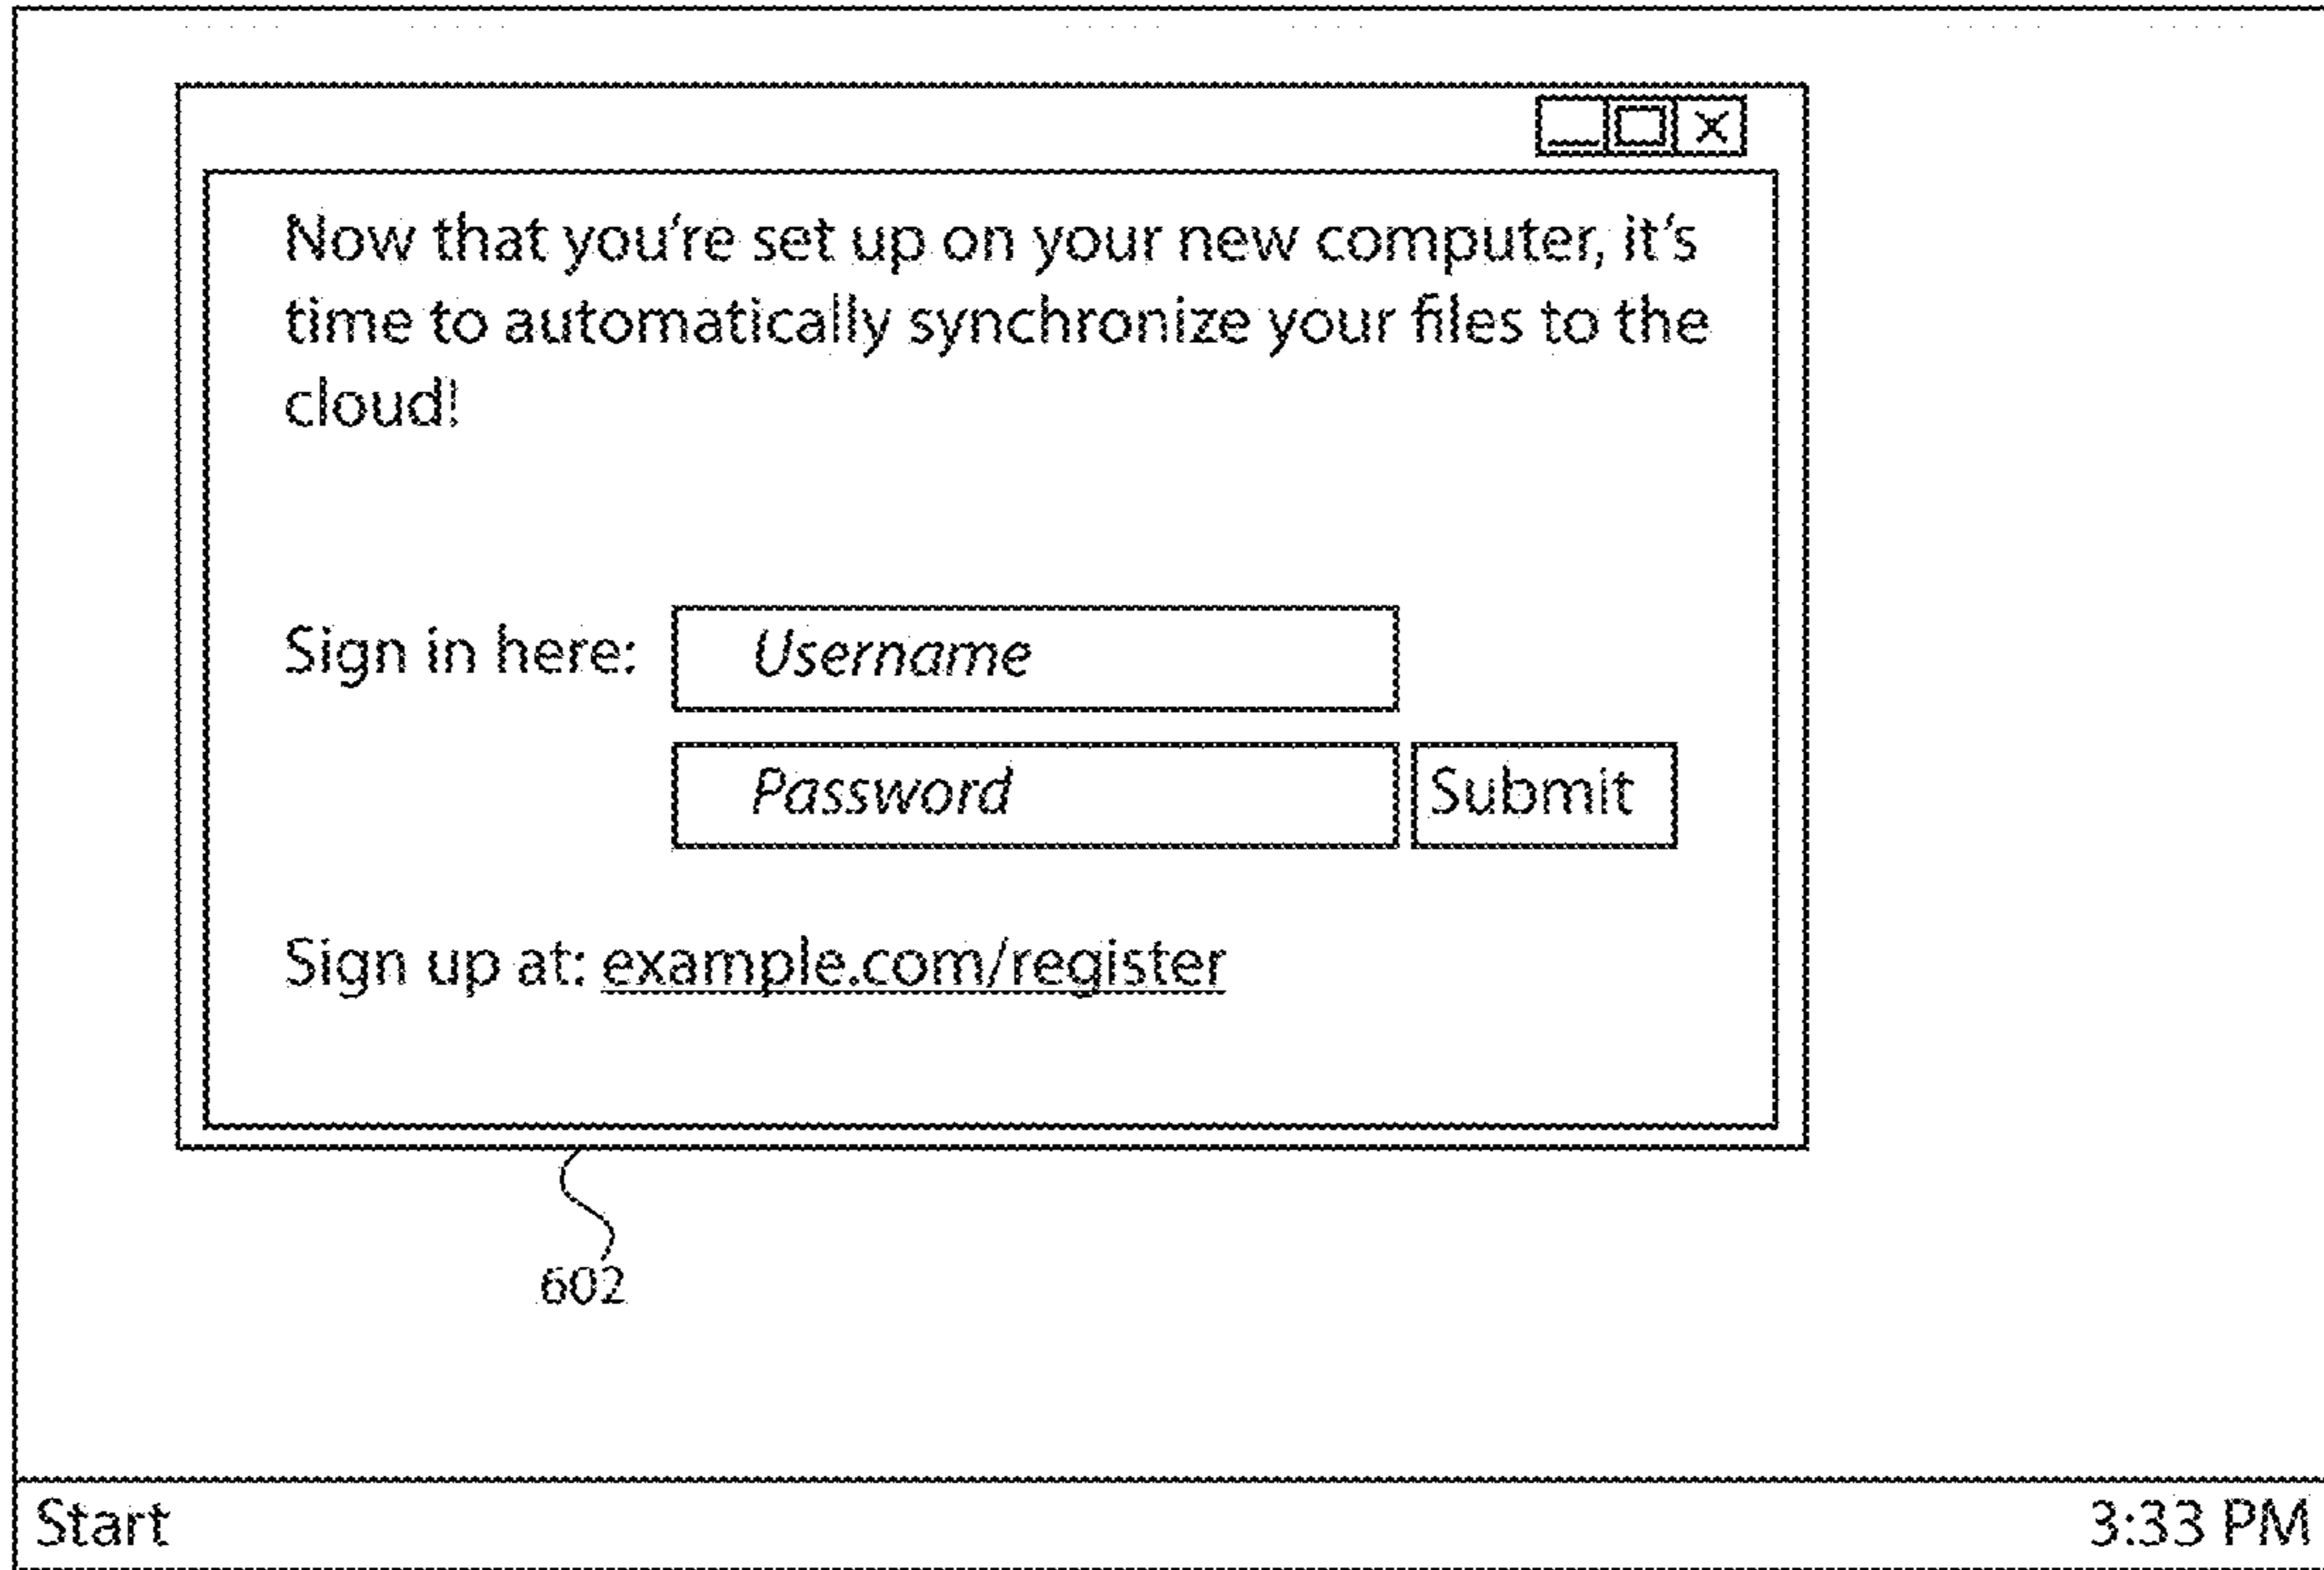 Now that you're set up on your new computer, it's
time to automatically synchronize your files to the
cloud!
Sign in here: Username
Password Submit
Sign up at: example.com/register
602
Start 3:33 PM